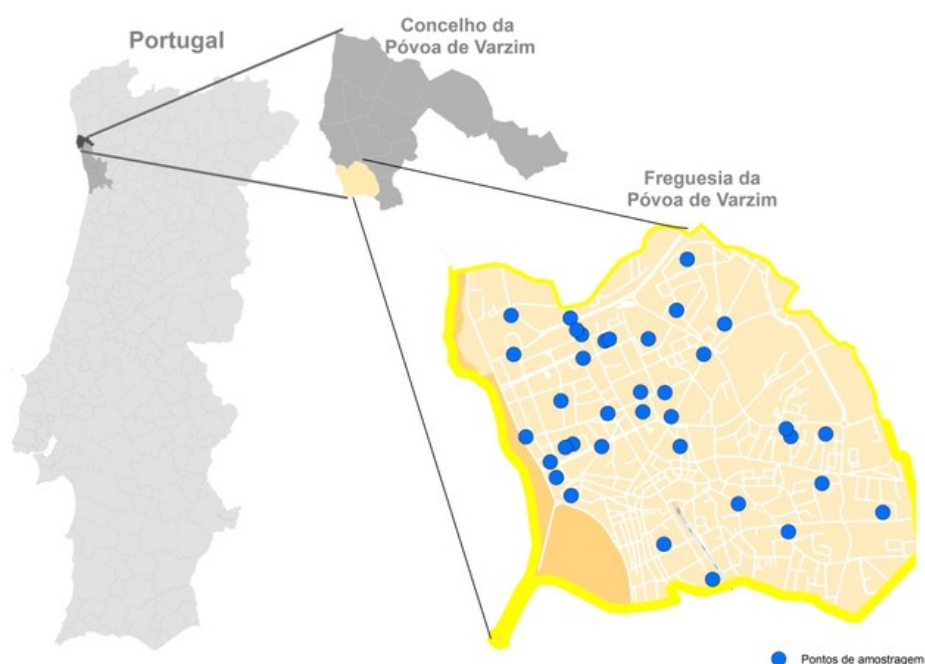 Portugal
Concelho da
Póvoa de Varzim
Freguesia da
Póvoa de Varzim
Pontos de amostragem